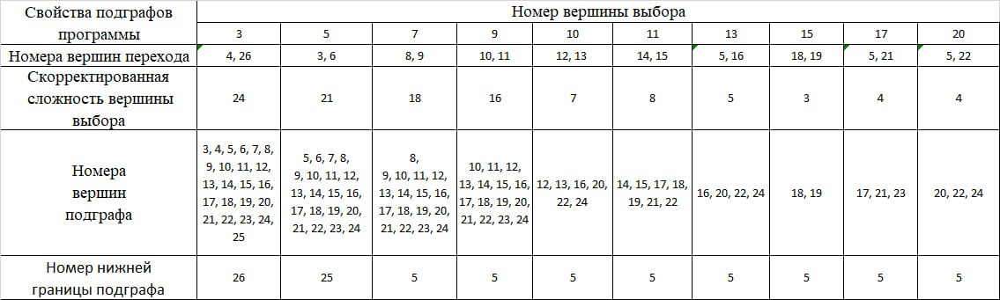 Свойства подграфов
программы
Номер вершины выбора
3 5 7 9 10 11 13 15 17 20
Номера вершин перехода 4, 26 3, 6 8, 9 10, 11 12, 13 14, 15 5, 16 18, 19 5, 21 5, 22
Скорректированная
сложность вершины
выбора
24 21 18 16 7 8 5 3 4 4
Номера
вершин
подграфа
3, 4, 5, 6, 7, 8,
9, 10, 11, 12,
13, 14, 15, 16,
17, 18, 19, 20,
21, 22, 23, 24,
25
5, 6, 7, 8,
9, 10, 11, 12,
13, 14, 15, 16,
17, 18, 19, 20,
21, 22, 23, 24
8,
9, 10, 11, 12,
13, 14, 15, 16,
17, 18, 19, 20,
21, 22, 23, 24
10, 11, 12,
13, 14, 15, 16,
17, 18, 19, 20,
21, 22, 23, 24
12, 13, 16, 20,
22, 24
14, 15, 17, 18,
19, 21, 22
16, 20, 22, 24
18, 19
17, 21, 23
20, 22, 24
Номер нижней
границы подграфа
26 25 5 5 5 5 5 5 5 5